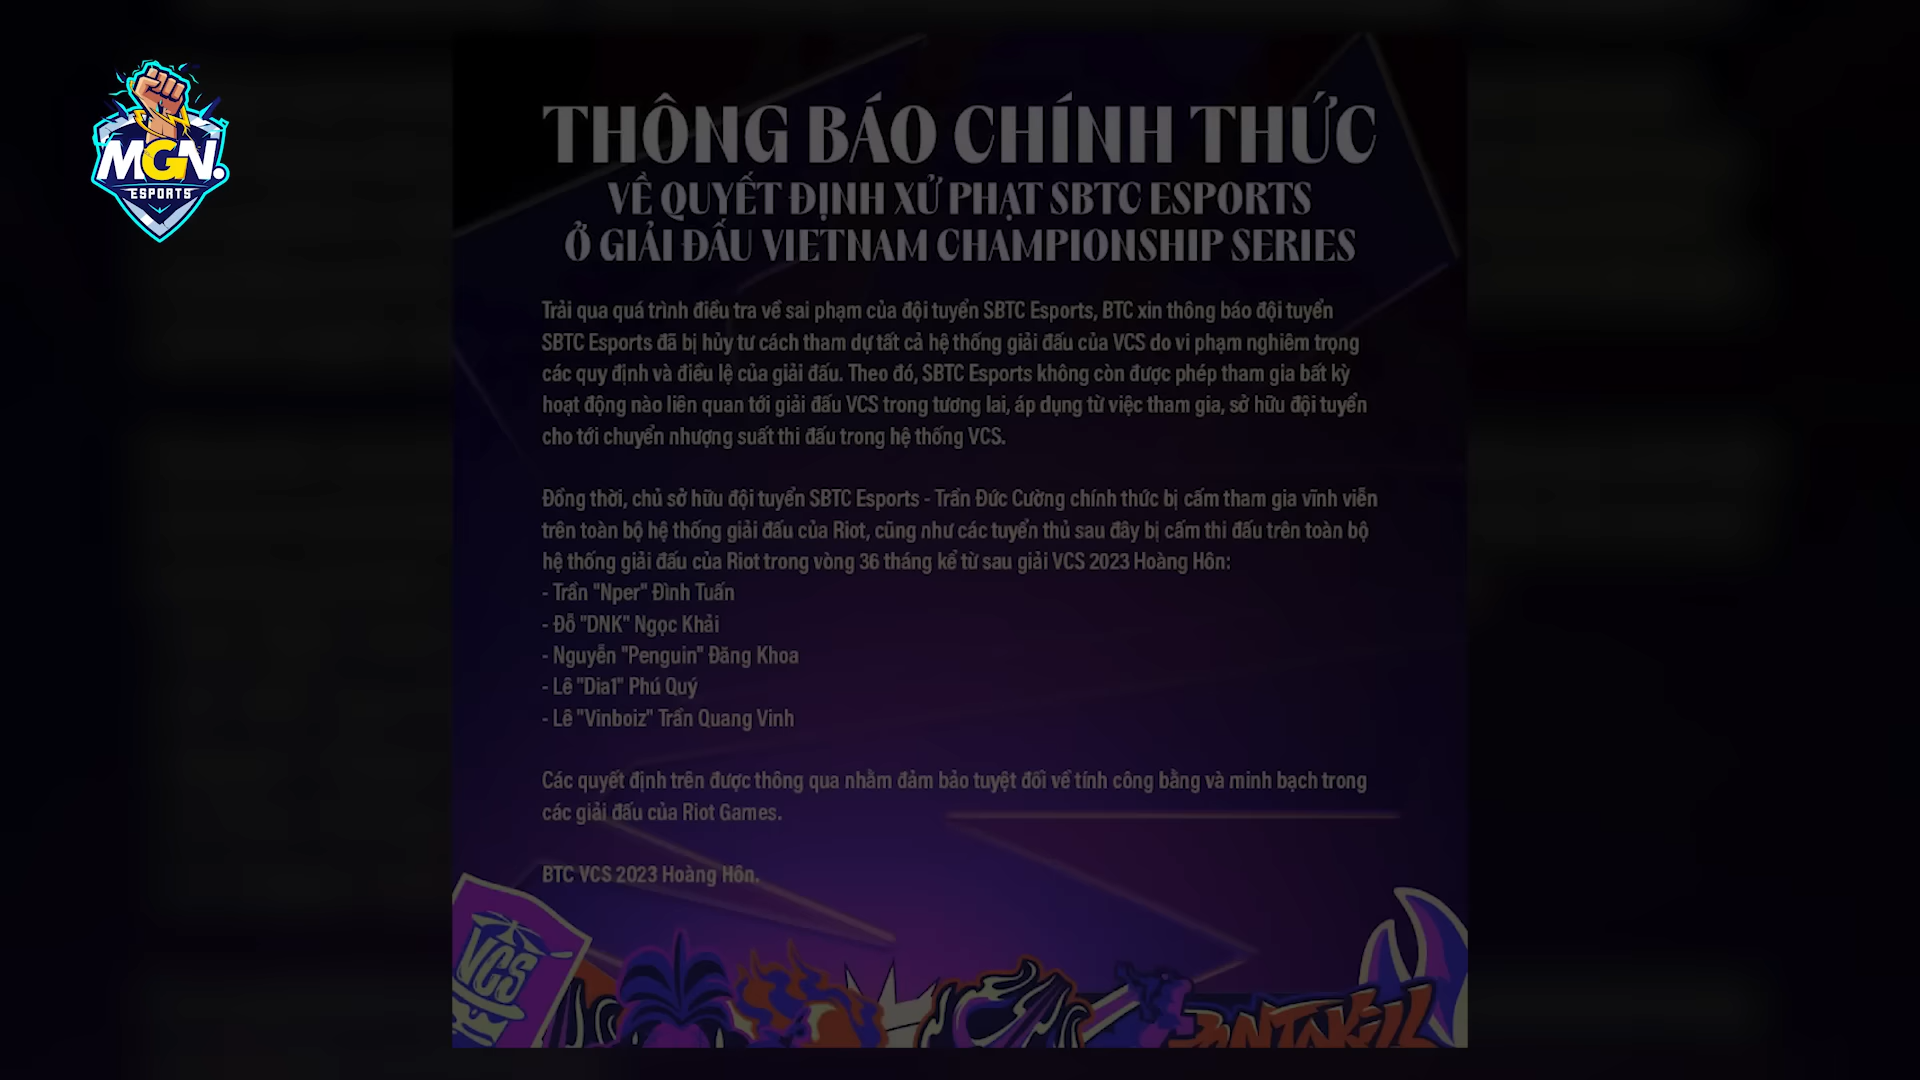 MGN.
ESPORTS
THÔNG BÁO CHÍNH THỨC
VỀ QUYẾT ĐỊNH XỬ PHẠT SBTC ESPORTS
Ở GIẢI ĐẤU VIETNAM CHAMPIONSHIP SERIES
Trải qua quá trình điều tra về sai phạm của đội tuyển SBTC Esports, BTC xin thông báo đội tuyển
SBTC Esports đã bị hủy tư cách tham dự tất cả hệ thống giải đấu của VCS do vi phạm nghiêm trọng
các quy định và điều lệ của giải đấu. Theo đó, SBTC Esports không còn được phép tham gia bất kỳ
hoạt động nào liên quan tới giải đấu VCS trong tương lai, áp dụng từ việc tham gia, sở hữu đội tuyển
cho tới chuyển nhượng suất thi đấu trong hệ thống VCS.
Đồng thời, chủ sở hữu đội tuyển SBTC Esports - Trần Đức Cường chính thức bị cấm tham gia vĩnh viễn
trên toàn bộ hệ thống giải đấu của Riot, cũng như các tuyển thủ sau đây bị cấm thi đấu trên toàn bộ
hệ thống giải đấu của Riot trong vòng 36 tháng kể từ sau giải VCS 2023 Hoàng Hôn:
- Trần "Nper" Đình Tuấn
- Đỗ "DNK" Ngọc Khải
- Nguyễn "Penguin" Đăng Khoa
- Lê "Dia1" Phú Quý
- Lê "Vinboiz" Trần Quang Vinh
Các quyết định trên được thông qua nhằm đảm bảo tuyệt đối về tính công bằng và minh bạch trong
các giải đấu của Riot Games.
BTC VCS 2023 Hoàng Hôn.
VCS
PENTAKILL